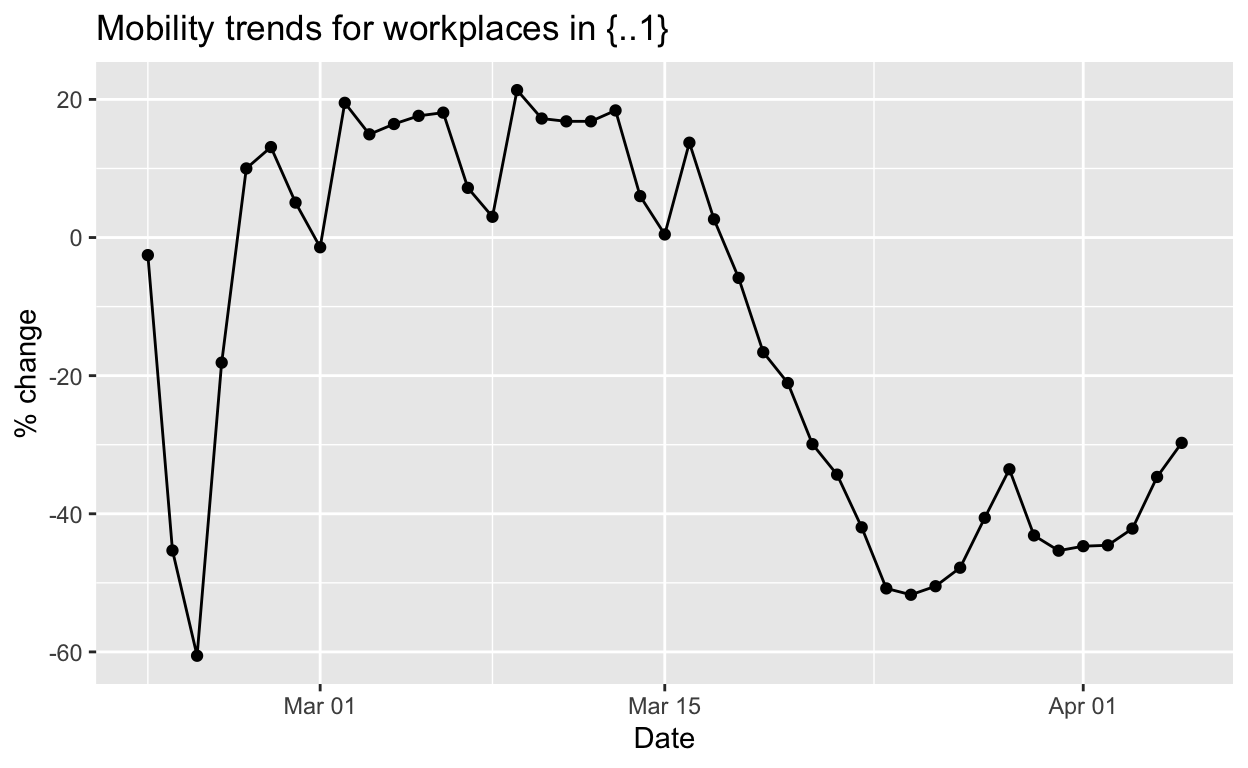 Mobility trends for workplaces in {..1}
% change
20
0
-20
-40
-60
Mar 01
Mar 15
Apr 01
Date